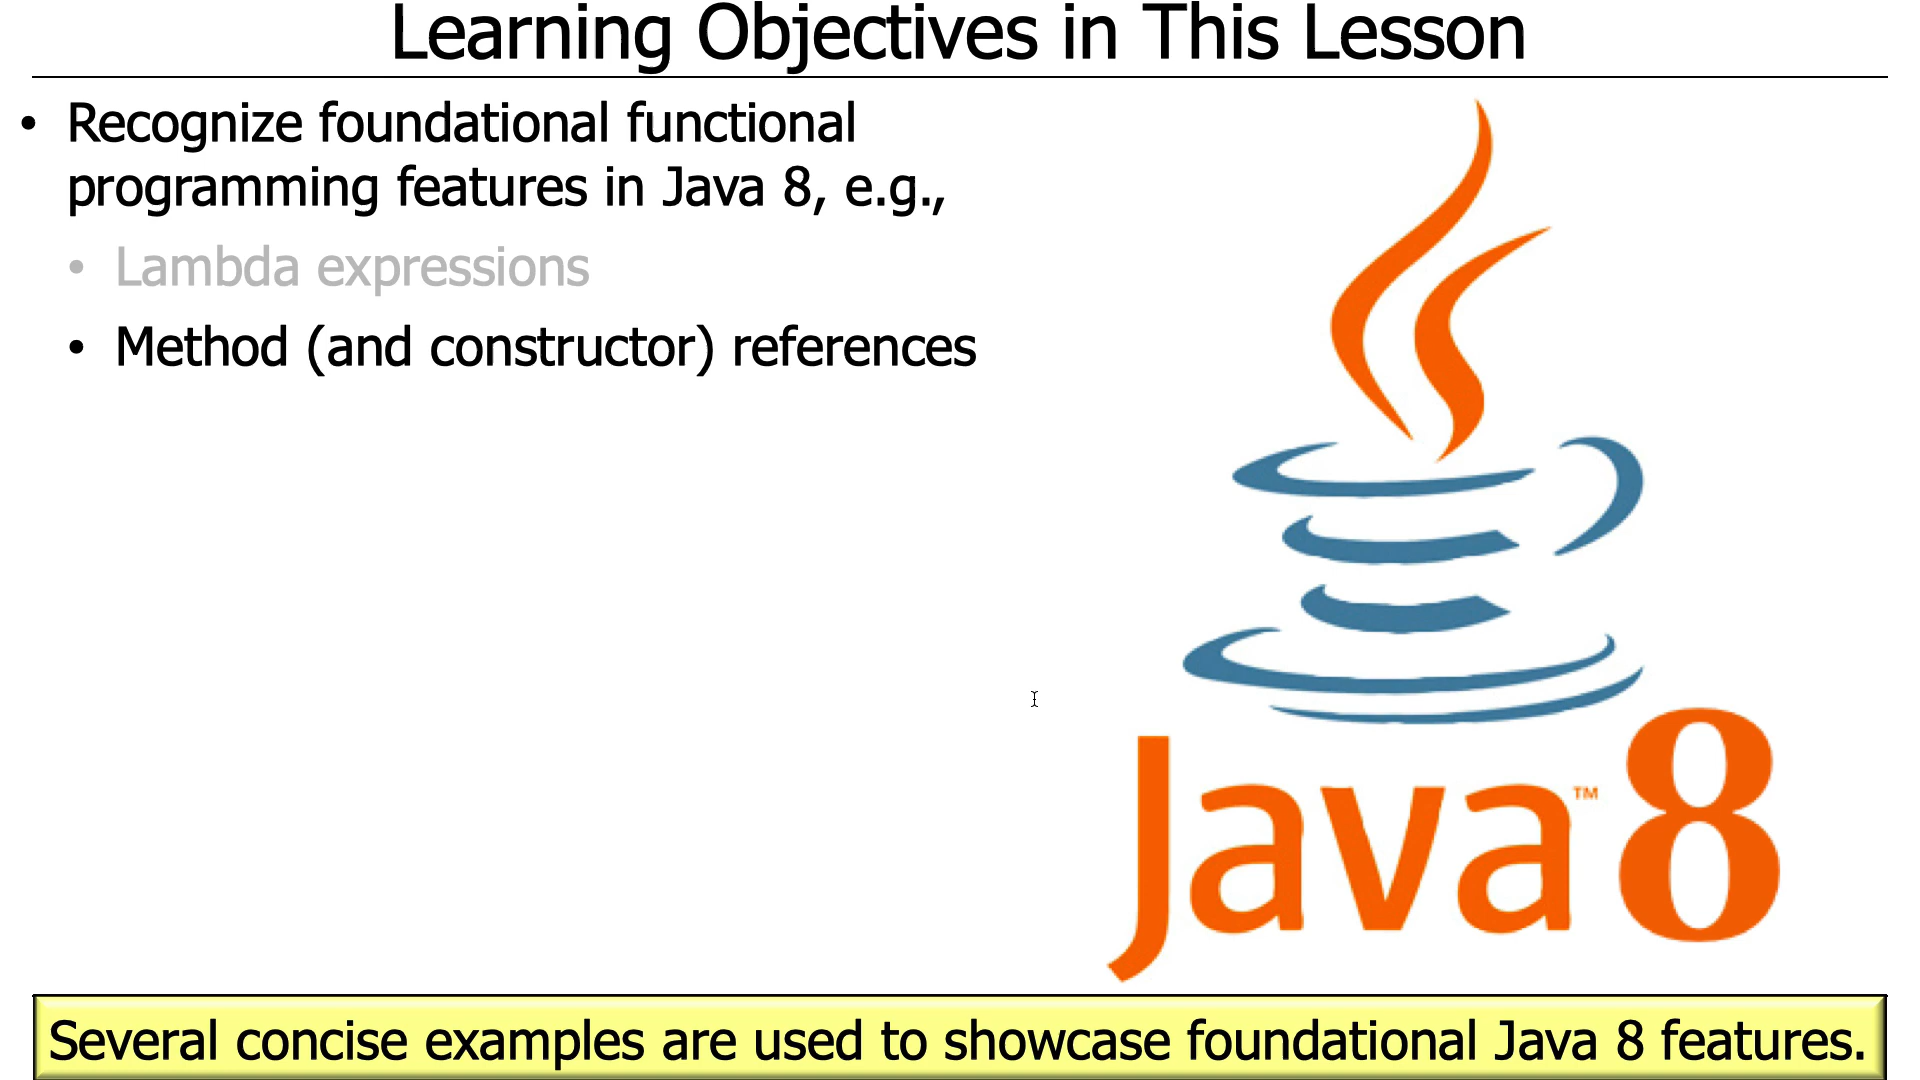 Learning Objectives in This Lesson
• Recognize foundational functional
programming features in Java 8, e.g.,
• Lambda expressions
• Method (and constructor) references
Java™ 8
Several concise examples are used to showcase foundational Java 8 features.